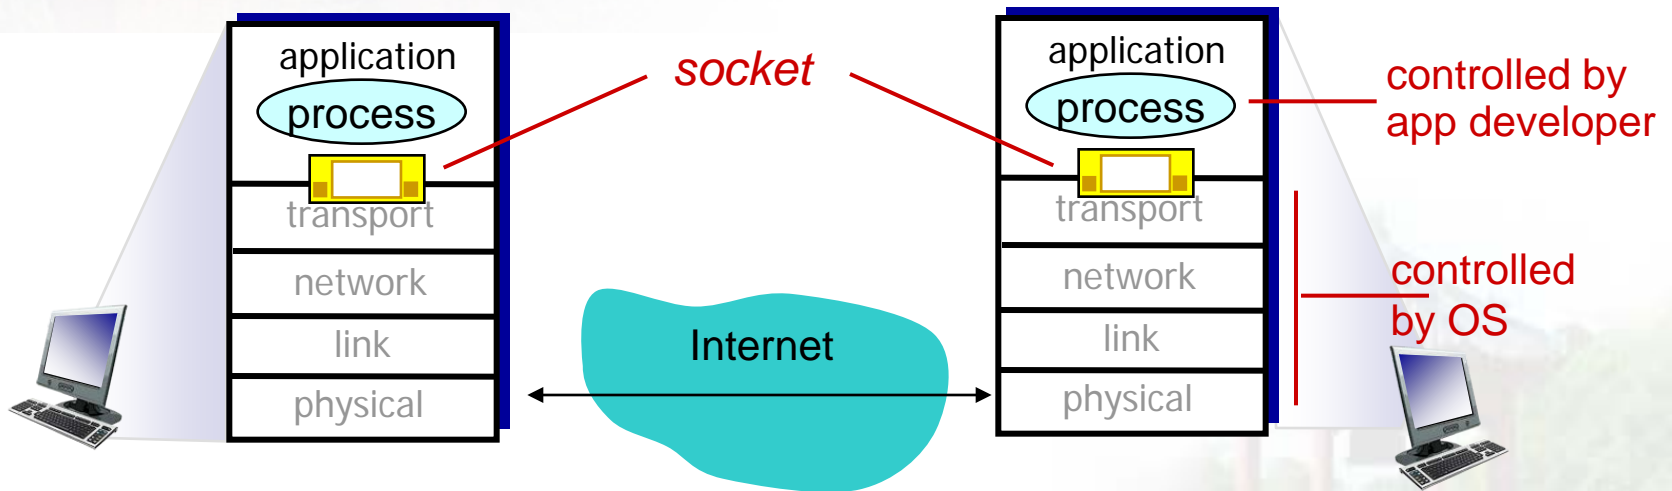 application
process
transport
network
link
physical
socket
Internet
application
process
transport
network
link
physical
controlled by
app developer
controlled
by OS